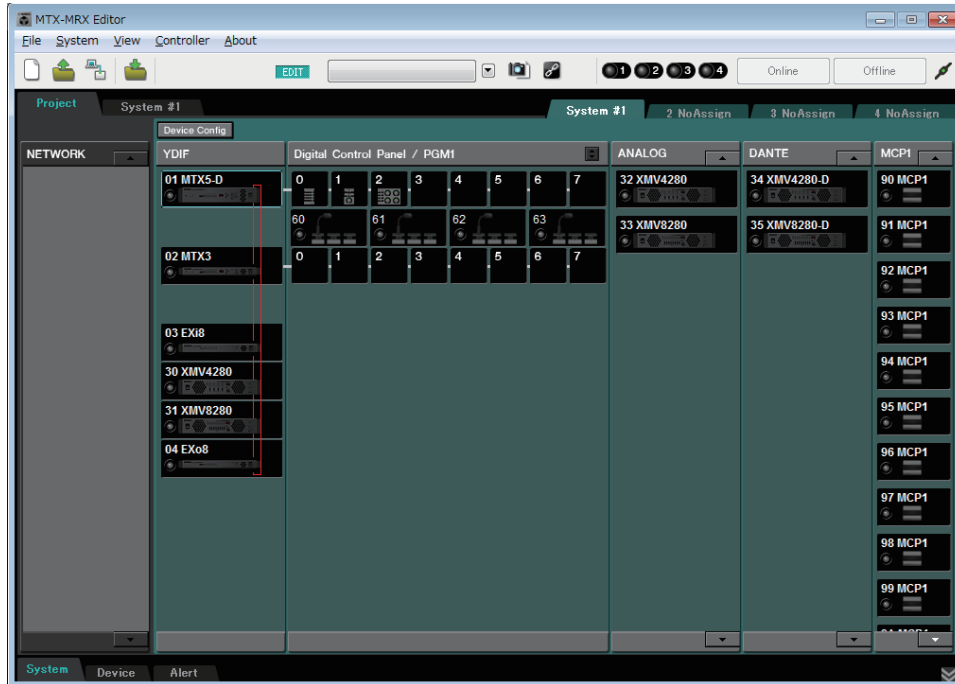 MTX-MRX Editor
File System View Controller About
EDIT 1 2 3 4 Online Offline
Project System #1 System #1 2 NoAssign 3 NoAssign 4 NoAssign
Device Config
NETWORK YDIF Digital Control Panel / PGM1 ANALOG DANTE MCP1
01 MTX5-D 0 1 2 3 4 5 6 7 32 XMV4280 34 XMV4280-D 90 MCP1
60 61 62 63 33 XMV8280 35 XMV8280-D 91 MCP1
02 MTX3 0 1 2 3 4 5 6 7
92 MCP1
93 MCP1
03 EXi8
94 MCP1
30 XMV4280
95 MCP1
31 XMV8280
04 EXo8
96 MCP1
97 MCP1
98 MCP1
99 MCP1
System Device Alert